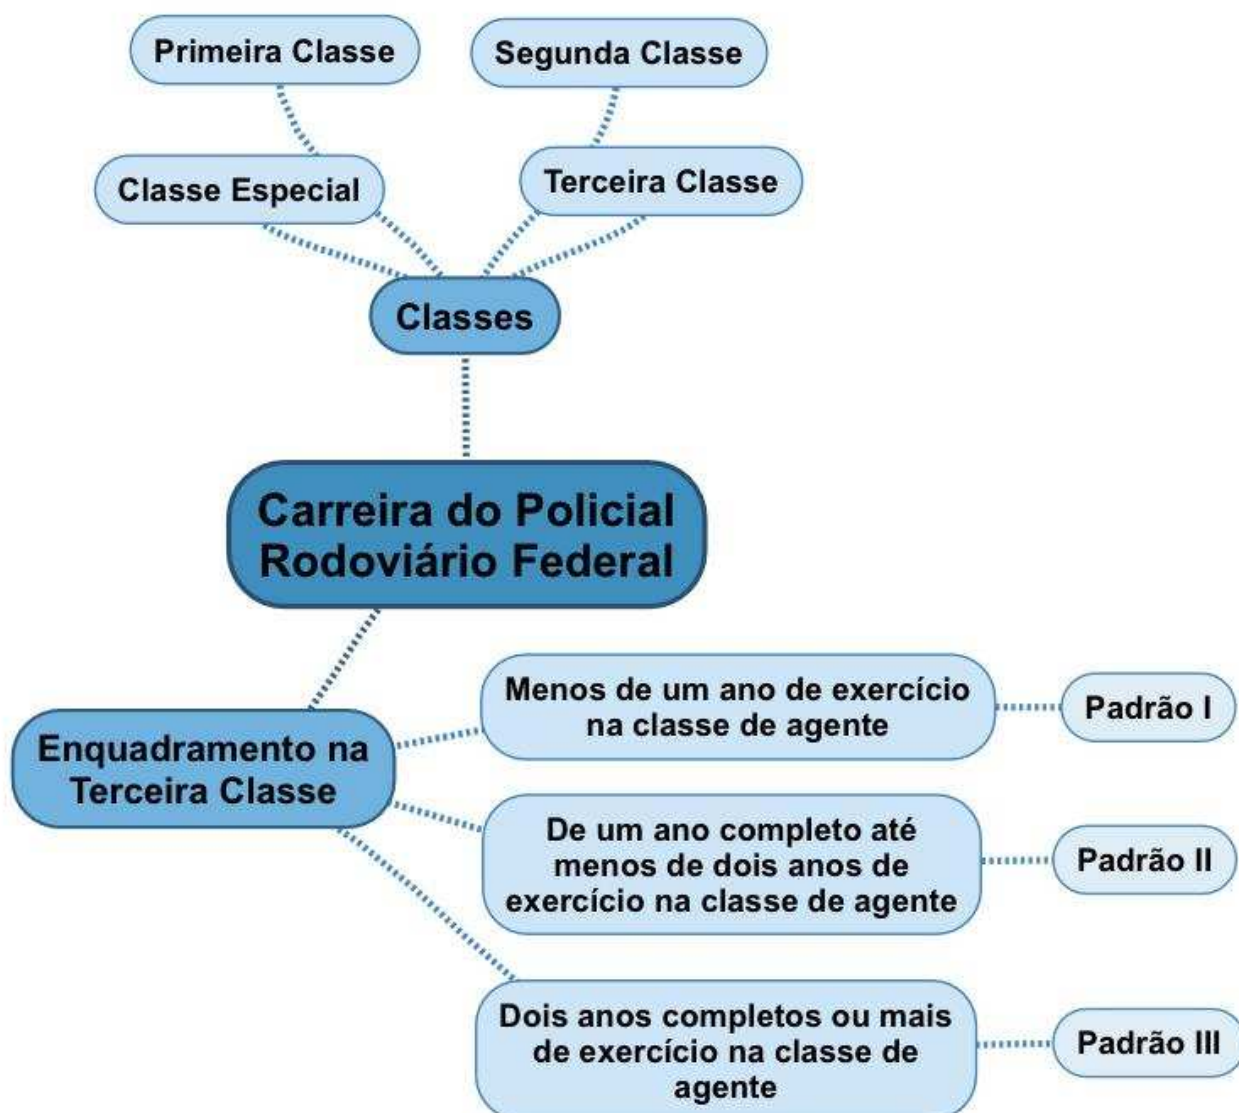 Primeira Classe
Segunda Classe
Classe Especial
Terceira Classe
Classes
Carreira do Policial
Rodoviário Federal
Enquadramento na
Terceira Classe
Menos de um ano de exercício
na classe de agente
Padrão I
De um ano completo até
menos de dois anos de
exercício na classe de agente
Padrão II
Dois anos completos ou mais
de exercício na classe de
agente
Padrão III